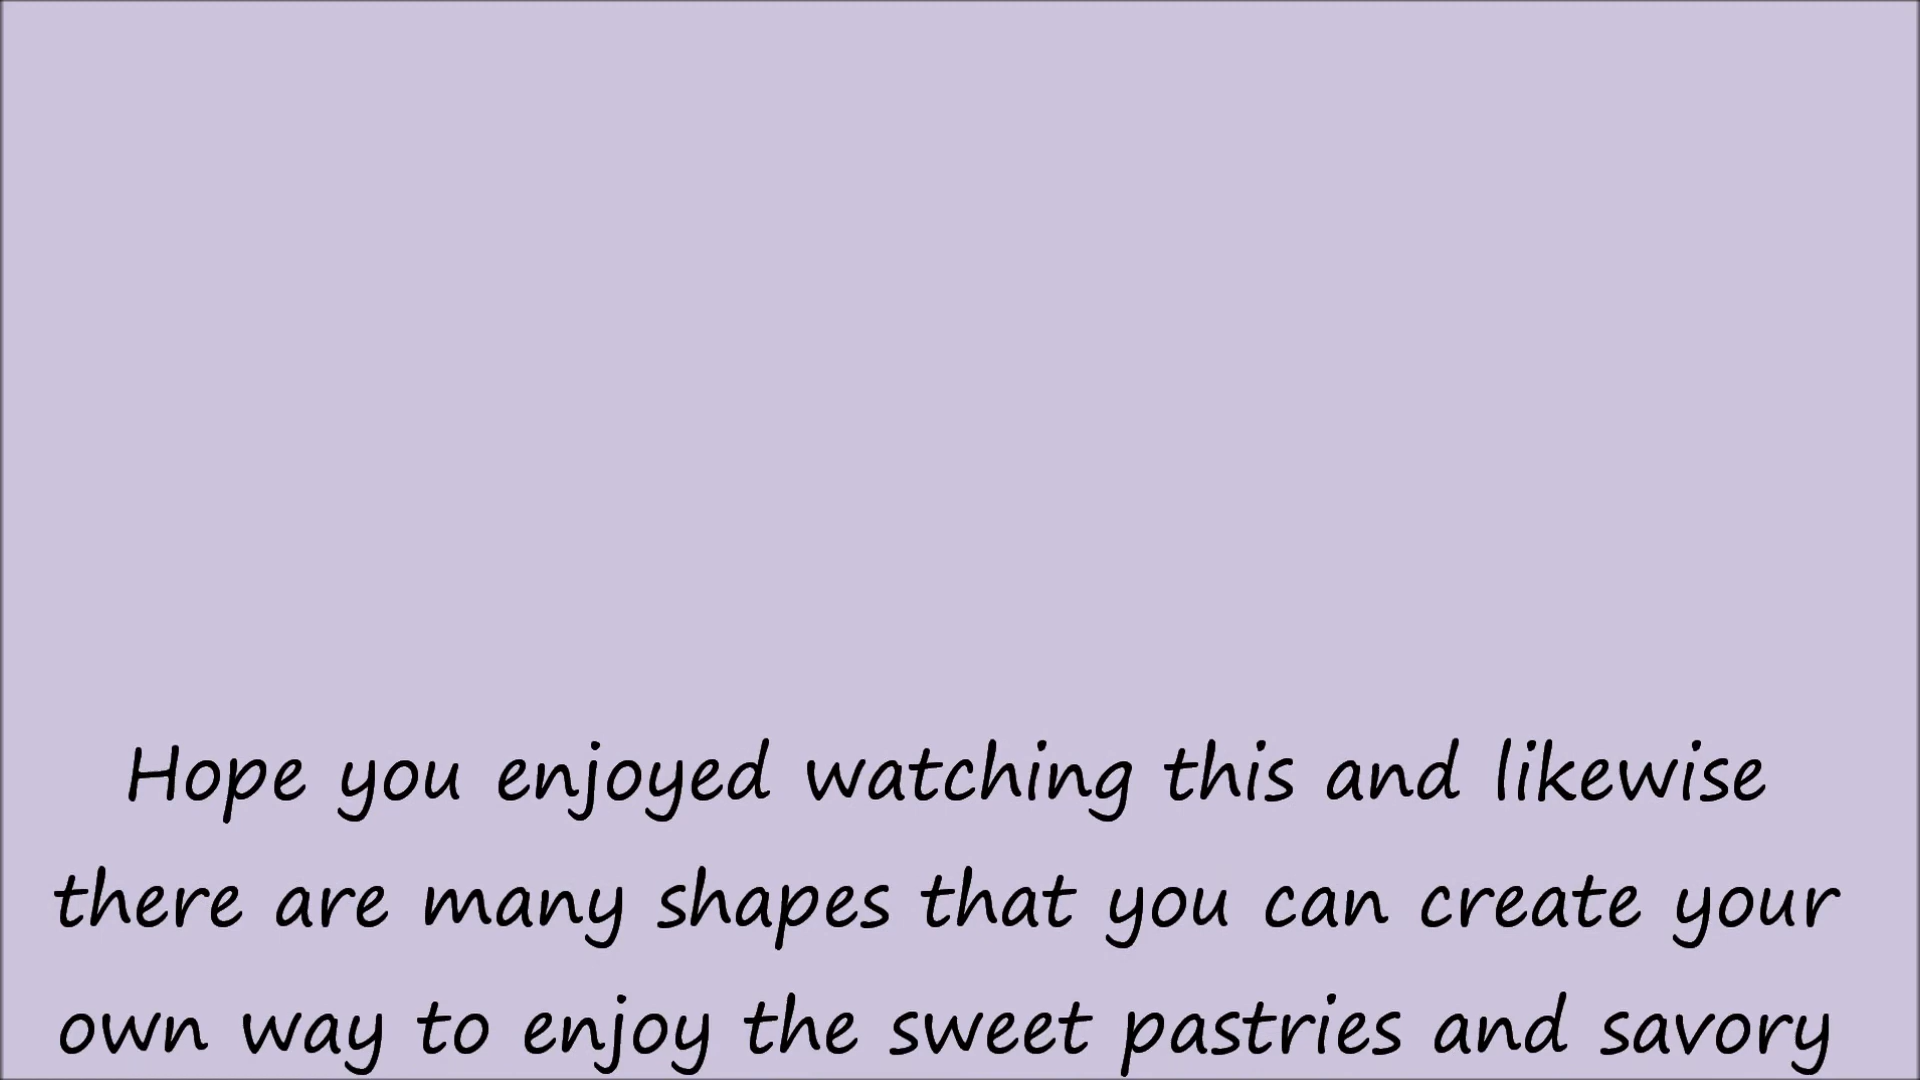 Hope you enjoyed watching this and likewise
there are many shapes that you can create your
own way to enjoy the sweet pastries and savory